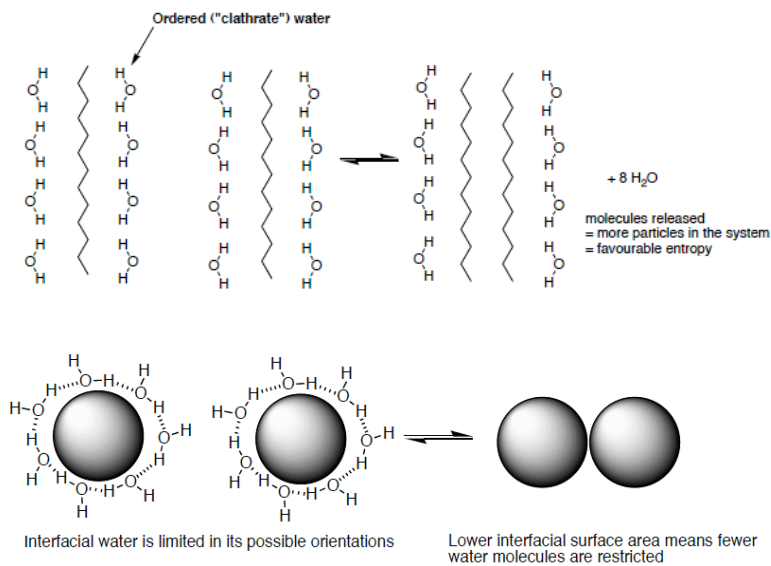 Ordered ("clathrate") water
H H H H H H
O O O O O O
H H H H H H
H H H H H H
O O O O O O
H H H H H H
H H H H H H
O O O O O O
H H H H H H
H H H H H H
O O O O O O
H H H H H H
+ 8 H₂O
molecules released
= more particles in the system
= favourable entropy
H H H H
H O-H O H O-H O
H-O H H-O H
H O-H H O-H
O H O H
H H O H-O H H O H-O
H H H H
Interfacial water is limited in its possible orientations
Lower interfacial surface area means fewer
water molecules are restricted